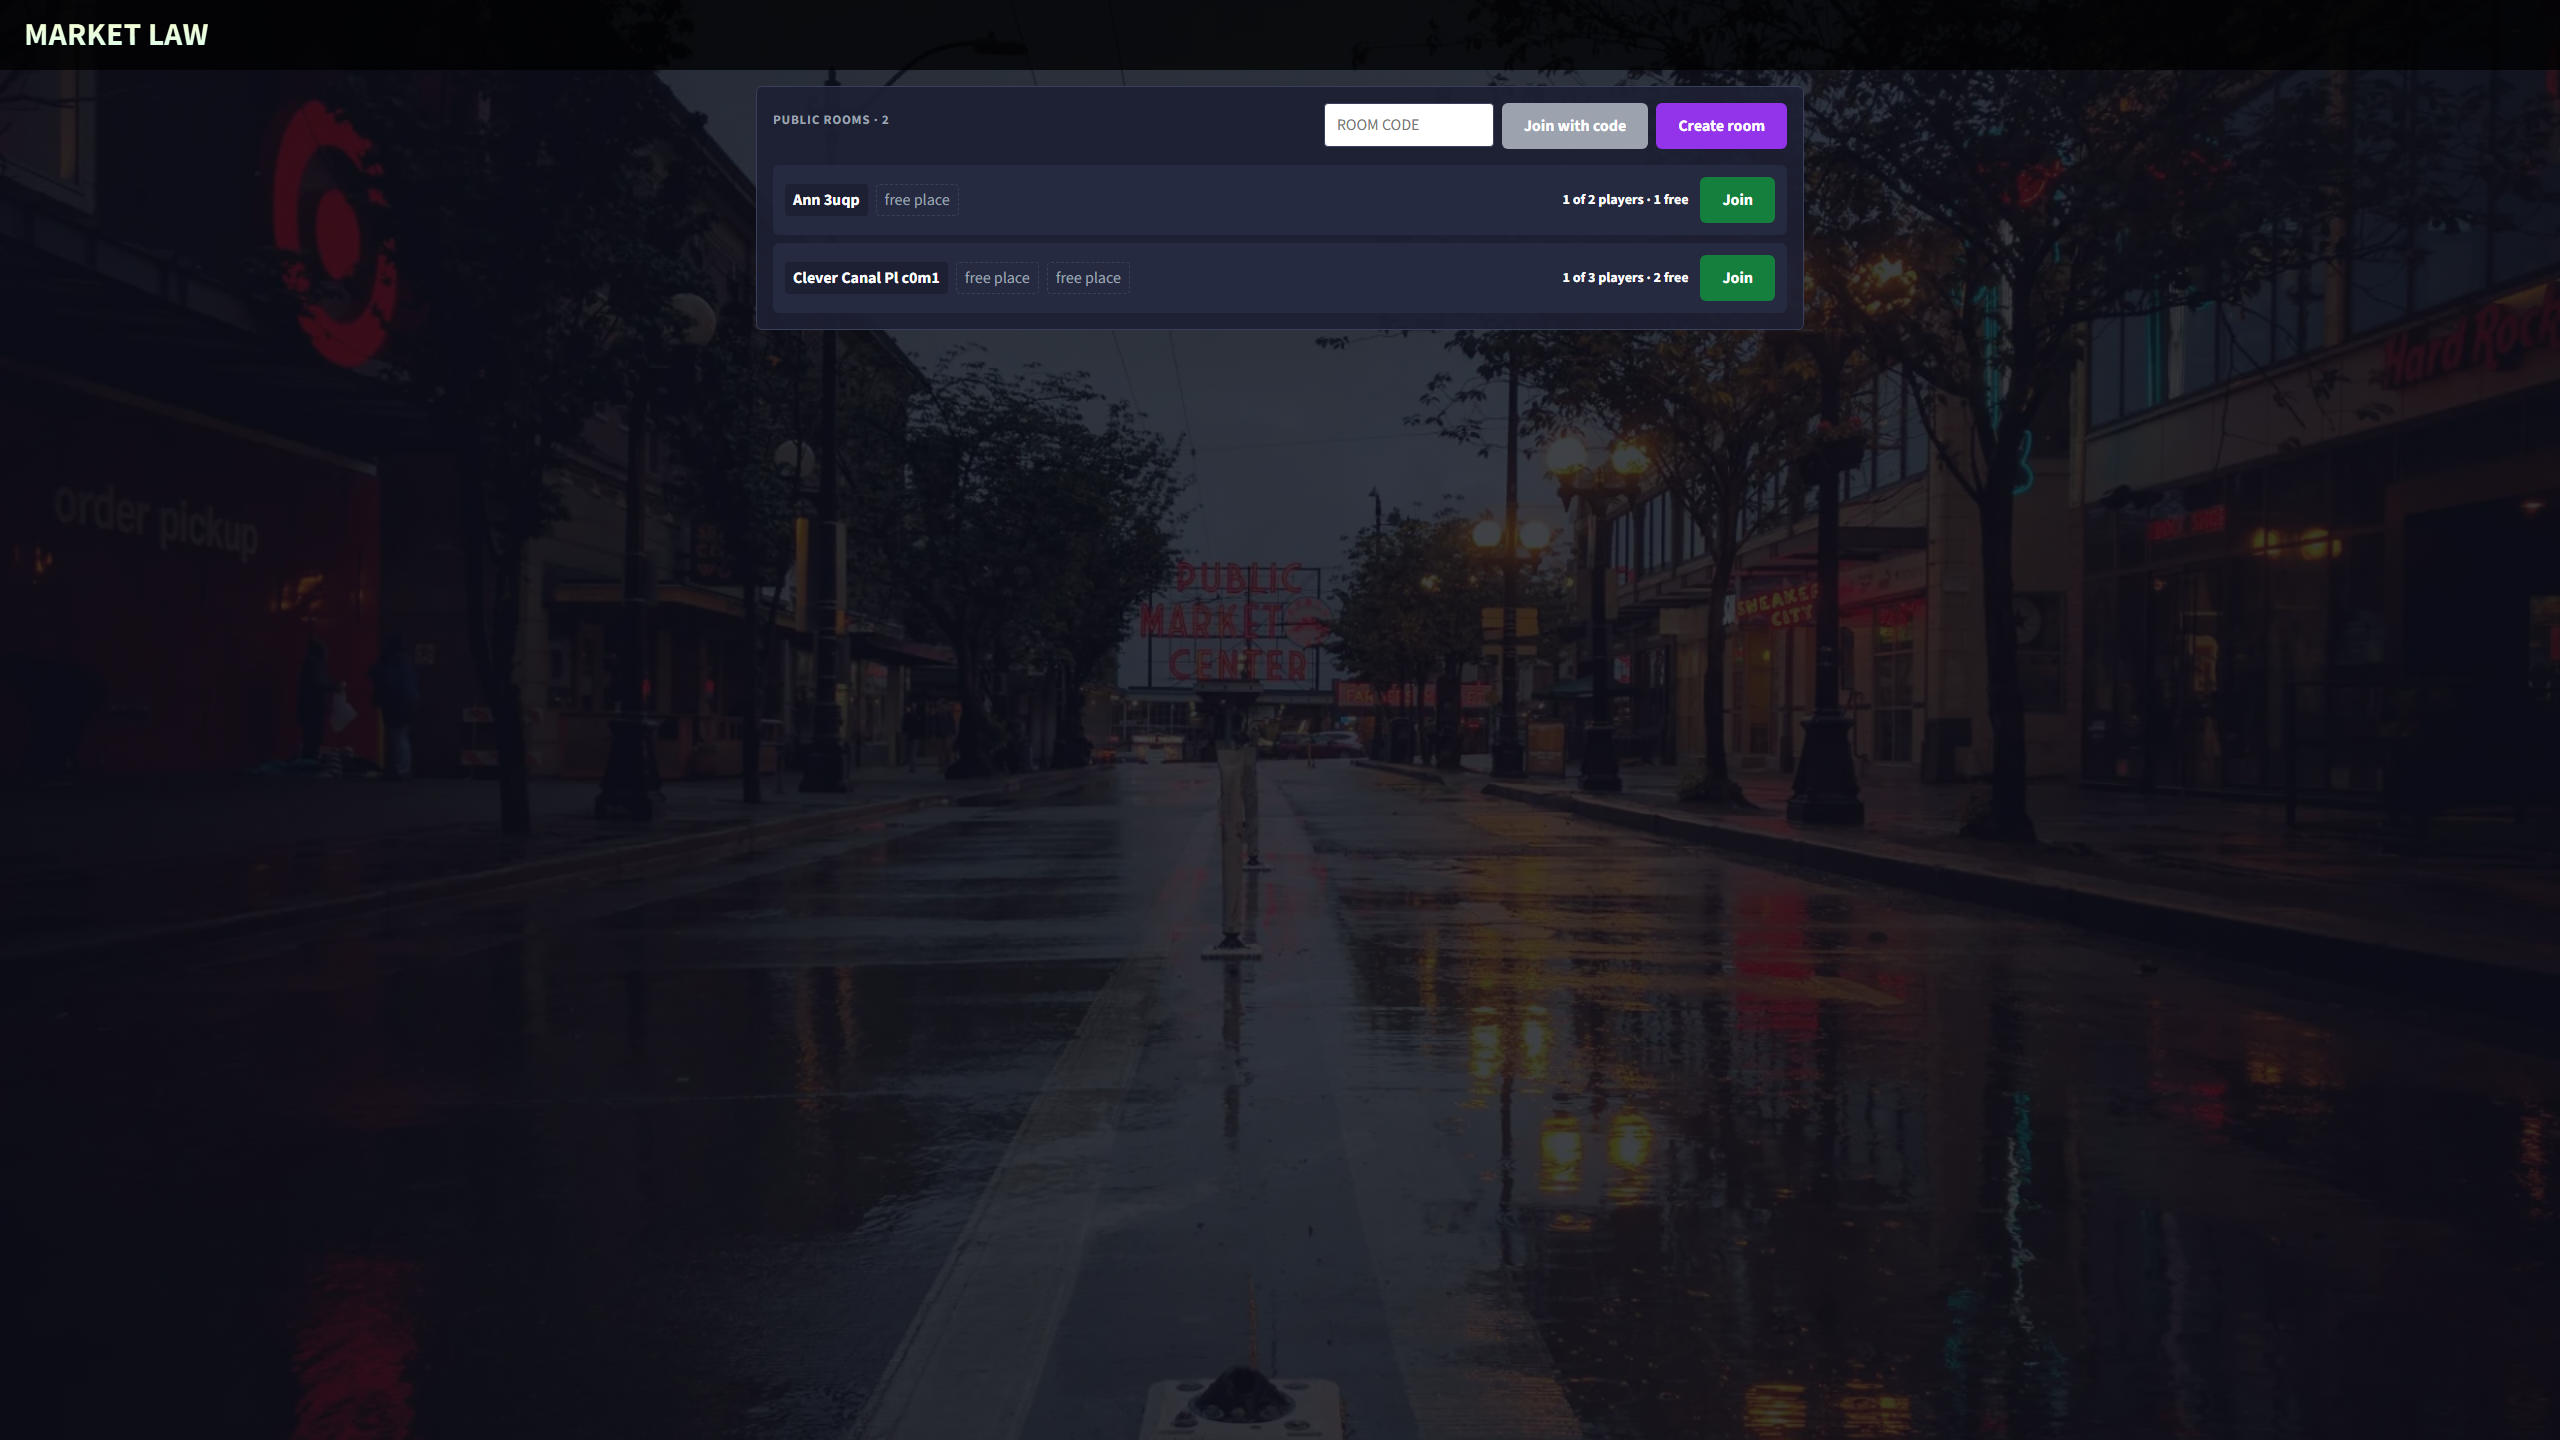 MARKET LAW
PUBLIC ROOMS · 2
ROOM CODE
Join with code
Create room
Ann 3uqp
free place
1 of 2 players · 1 free
Join
Clever Canal Pl c0m1
free place
free place
1 of 3 players · 2 free
Join
Hard Rock
order pickup
PUBLIC
MARKET
CENTER
SNEAKER
CITY